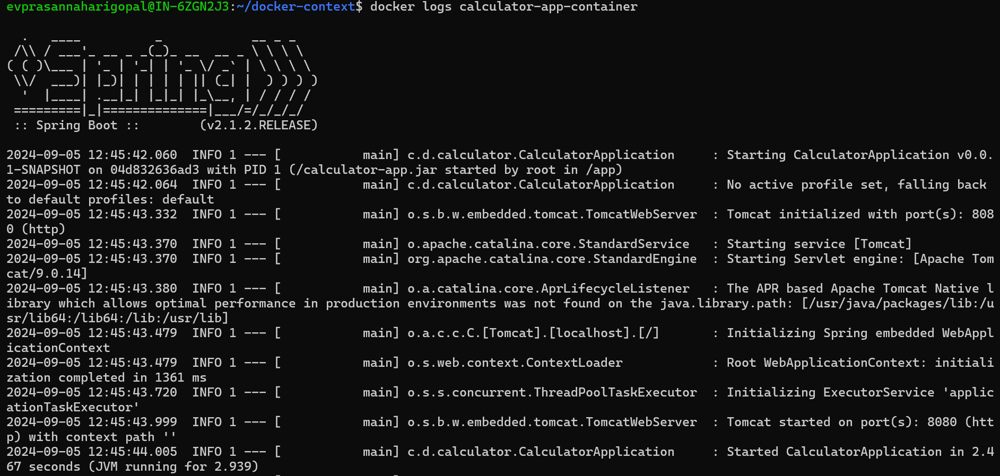 evprasannaharigopal@IN-6ZGN2J3:~/docker-context$ docker logs calculator-app-container

  .   ____          _            __ _ _
 /\\ / ___'_ __ _ _(_)_ __  __ _ \ \ \ \
( ( )\___ | '_ | '_| | '_ \/ _` | \ \ \ \
 \\/  ___)| |_)| | | | | || (_| |  ) ) ) )
  '  |____| .__|_| |_|_| |_\__, | / / / /
 =========|_|==============|___/=/_/_/_/
 :: Spring Boot ::        (v2.1.2.RELEASE)

2024-09-05 12:45:42.060  INFO 1 --- [           main] c.d.calculator.CalculatorApplication     : Starting CalculatorApplication v0.0.
1-SNAPSHOT on 04d832636ad3 with PID 1 (/calculator-app.jar started by root in /app)
2024-09-05 12:45:42.064  INFO 1 --- [           main] c.d.calculator.CalculatorApplication     : No active profile set, falling back
to default profiles: default
2024-09-05 12:45:43.332  INFO 1 --- [           main] o.s.b.w.embedded.tomcat.TomcatWebServer  : Tomcat initialized with port(s): 808
0 (http)
2024-09-05 12:45:43.370  INFO 1 --- [           main] o.apache.catalina.core.StandardService   : Starting service [Tomcat]
2024-09-05 12:45:43.370  INFO 1 --- [           main] org.apache.catalina.core.StandardEngine  : Starting Servlet engine: [Apache Tom
cat/9.0.14]
2024-09-05 12:45:43.380  INFO 1 --- [           main] o.a.catalina.core.AprLifecycleListener   : The APR based Apache Tomcat Native l
ibrary which allows optimal performance in production environments was not found on the java.library.path: [/usr/java/packages/lib:/u
sr/lib64:/lib64:/lib:/usr/lib]
2024-09-05 12:45:43.479  INFO 1 --- [           main] o.a.c.c.C.[Tomcat].[localhost].[/]       : Initializing Spring embedded WebAppl
icationContext
2024-09-05 12:45:43.479  INFO 1 --- [           main] o.s.web.context.ContextLoader            : Root WebApplicationContext: initiali
zation completed in 1361 ms
2024-09-05 12:45:43.720  INFO 1 --- [           main] o.s.s.concurrent.ThreadPoolTaskExecutor  : Initializing ExecutorService 'applic
ationTaskExecutor'
2024-09-05 12:45:43.999  INFO 1 --- [           main] o.s.b.w.embedded.tomcat.TomcatWebServer  : Tomcat started on port(s): 8080 (htt
p) with context path ''
2024-09-05 12:45:44.005  INFO 1 --- [           main] c.d.calculator.CalculatorApplication     : Started CalculatorApplication in 2.4
67 seconds (JVM running for 2.939)